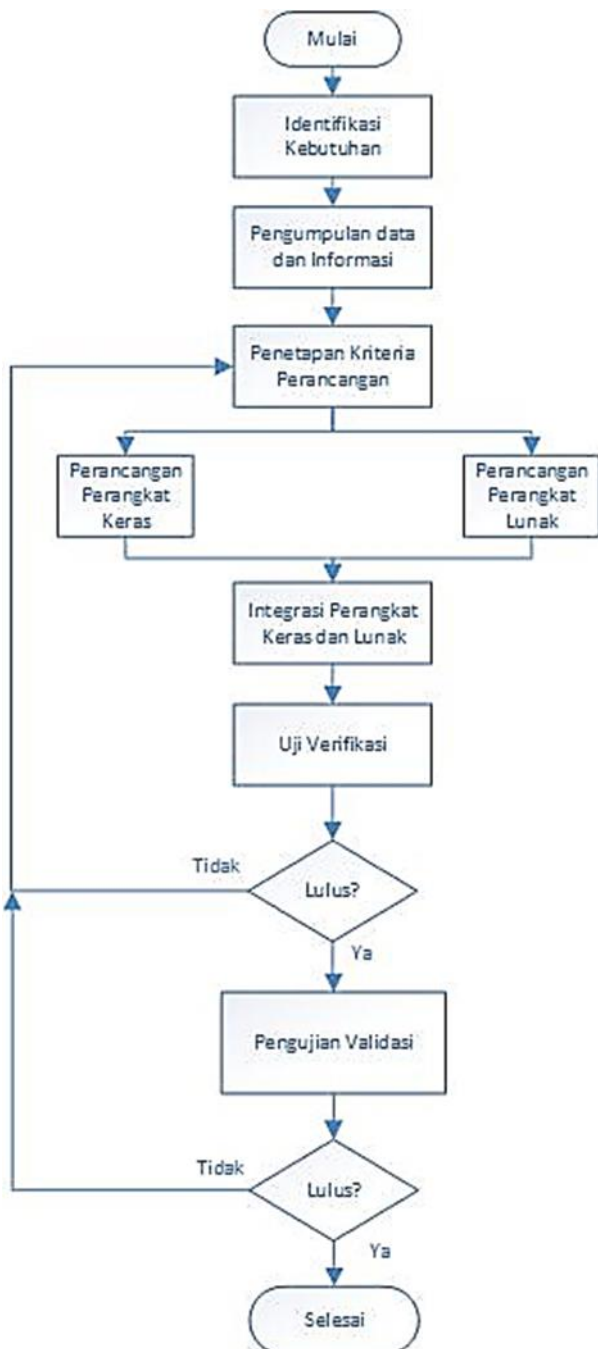 Mulai
Identifikasi
Kebutuhan
Pengumpulan data
dan Informasi
Penetapan Kriteria
Perancangan
Perancangan
Perangkat
Keras
Perancangan
Perangkat
Lunak
Integrasi Perangkat
Keras dan Lunak
Uji Verifikasi
Tidak
Lulus?
Ya
Pengujian Validasi
Tidak
Lulus?
Ya
Selesai